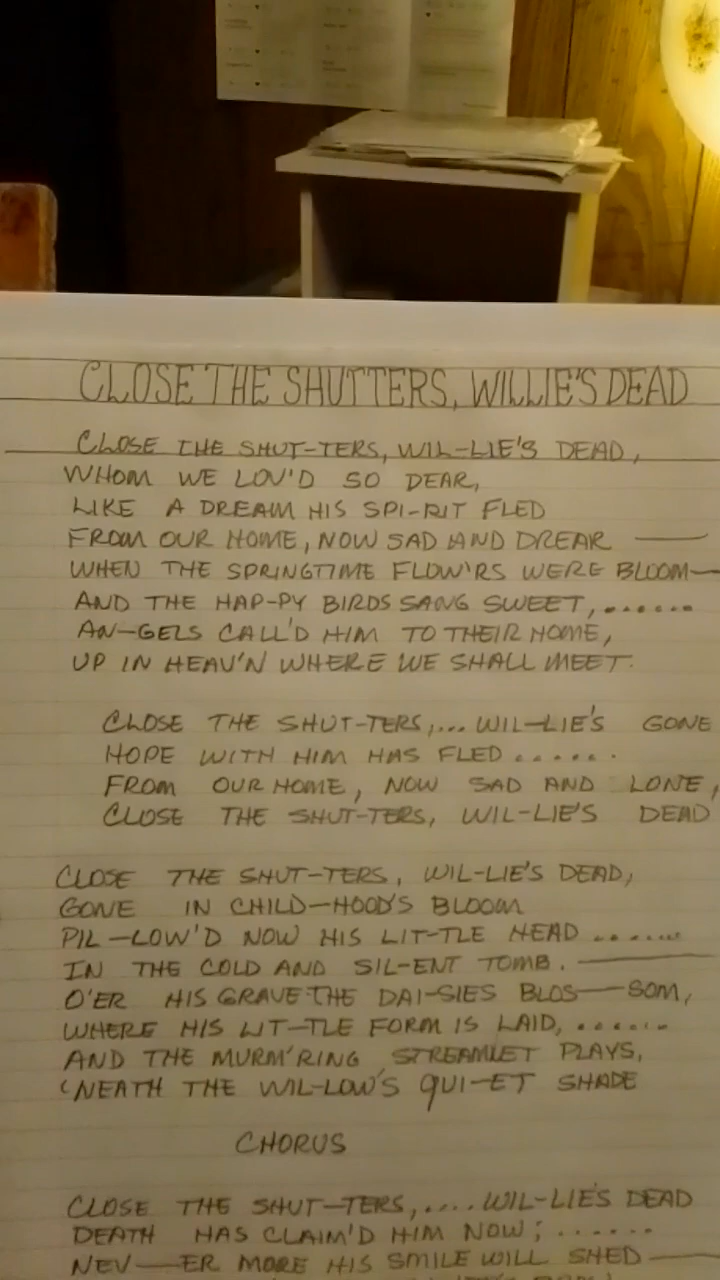 CLOSE THE SHUTTERS, WILLIE'S DEAD
CLOSE THE SHUT-TERS, WIL-LIE'S DEAD,
WHOM WE LOV'D SO DEAR,
LIKE A DREAM HIS SPI-RIT FLED
FROM OUR HOME, NOW SAD AND DREAR —
WHEN THE SPRINGTIME FLOW'RS WERE BLOOM—
AND THE HAP-PY BIRDS SANG SWEET,.......
AN-GELS CALL'D HIM TO THEIR HOME,
UP IN HEAV'N WHERE WE SHALL MEET.
CLOSE THE SHUT-TERS,... WIL-LIE'S GONE
HOPE WITH HIM HAS FLED ......
FROM OUR HOME, NOW SAD AND LONE,
CLOSE THE SHUT-TERS, WIL-LIE'S DEAD
CLOSE THE SHUT-TERS, WIL-LIE'S DEAD,
GONE IN CHILD-HOOD'S BLOOM
PIL-LOW'D NOW HIS LIT-TLE HEAD .......
IN THE COLD AND SIL-ENT TOMB. —
O'ER HIS GRAVE THE DAI-SIES BLOS—SOM,
WHERE HIS LIT-TLE FORM IS LAID, .......
AND THE MURM'RING STREAMLET PLAYS,
'NEATH THE WIL-LOW'S QUI-ET SHADE
CHORUS
CLOSE THE SHUT-TERS,.... WIL-LIE'S DEAD
DEATH HAS CLAIM'D HIM NOW; .......
NEV—ER MORE HIS SMILE WILL SHED —